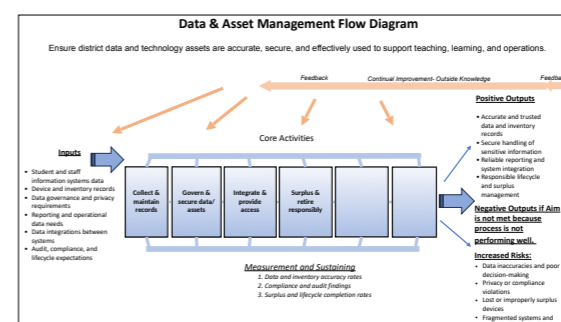 Data & Asset Management Flow Diagram
Ensure district data and technology assets are accurate, secure, and effectively used to support teaching, learning, and operations.
Feedback
Continual Improvement- Outside Knowledge
Feedba
Positive Outputs
• Accurate and trusted
data and inventory
records
• Secure handling of
sensitive information
• Reliable reporting and
system integration
• Responsible lifecycle
and surplus
management
Core Activities
Inputs
• Student and staff
information systems data
• Device and inventory records
• Data governance and privacy
requirements
• Reporting and operational
data needs
• Data integrations between
systems
• Audit, compliance, and
lifecycle expectations
Collect &
maintain
records
Govern &
secure data/
assets
Integrate &
provide
access
Surplus &
retire
responsibly
Negative Outputs if Aim
is not met because
process is not
performing well.
Increased Risks:
• Data inaccuracies and poor
decision-making
• Privacy or compliance
violations
• Lost or improperly surplus
devices
• Fragmented systems and
Measurement and Sustaining
1. Data and inventory accuracy rates
2. Compliance and audit findings
3. Surplus and lifecycle completion rates